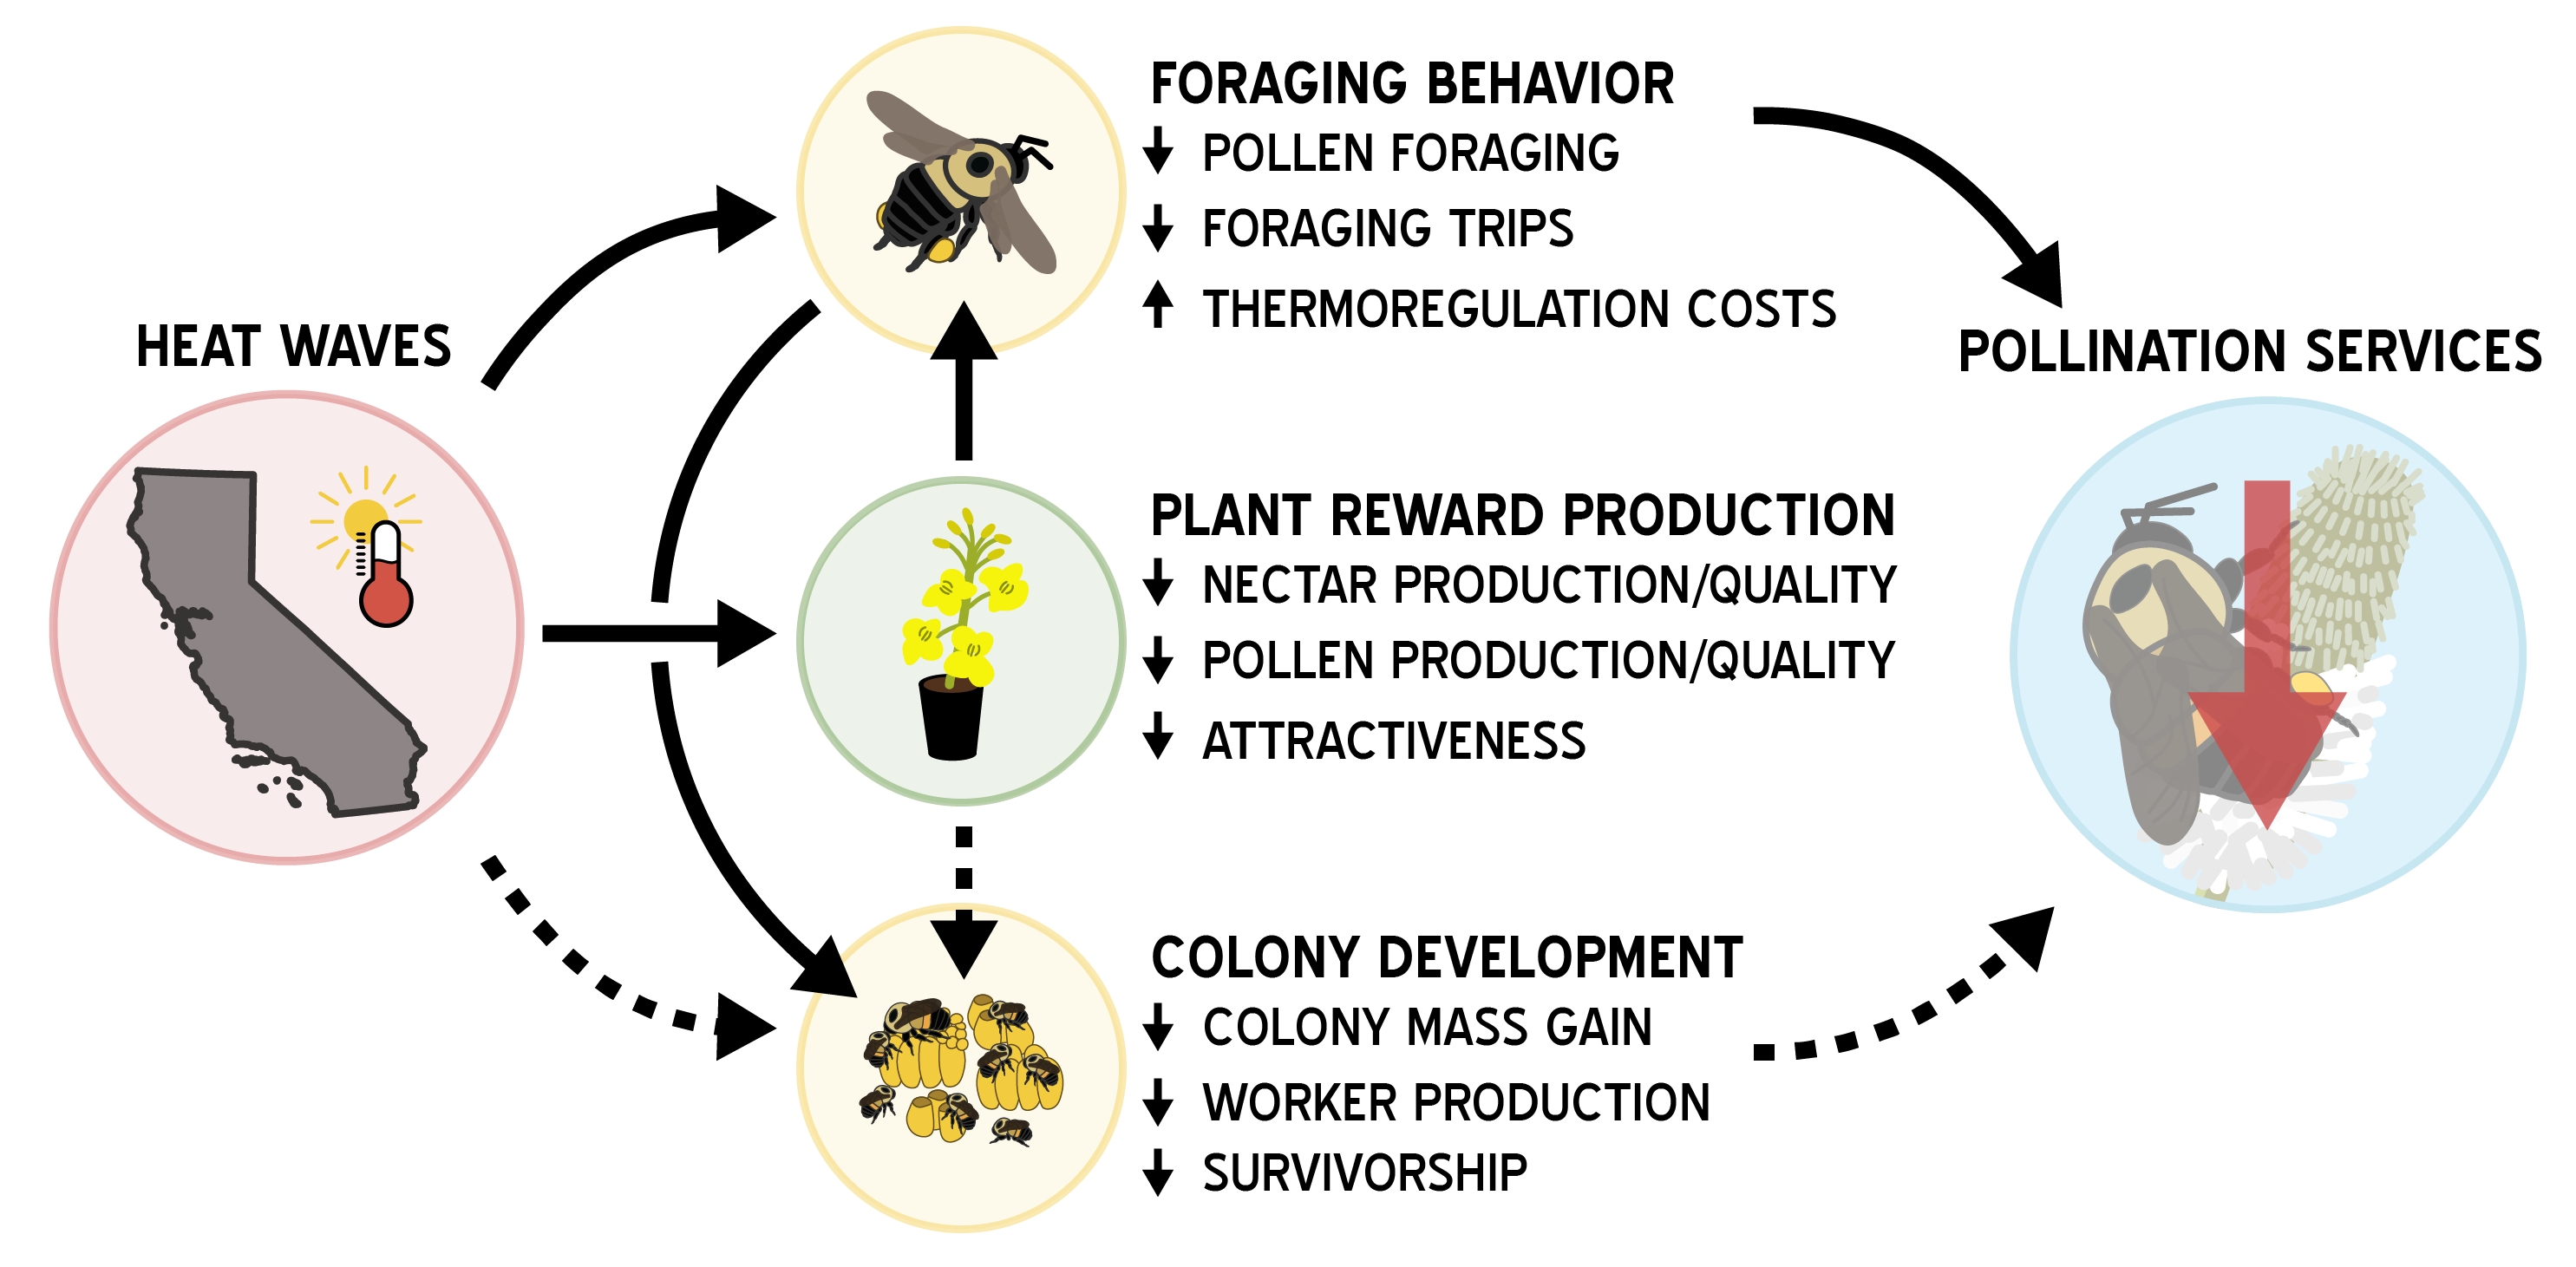 HEAT WAVES
FORAGING BEHAVIOR
POLLEN FORAGING
FORAGING TRIPS
THERMOREGULATION COSTS
PLANT REWARD PRODUCTION
NECTAR PRODUCTION/QUALITY
POLLEN PRODUCTION/QUALITY
ATTRACTIVENESS
COLONY DEVELOPMENT
COLONY MASS GAIN
WORKER PRODUCTION
SURVIVORSHIP
POLLINATION SERVICES